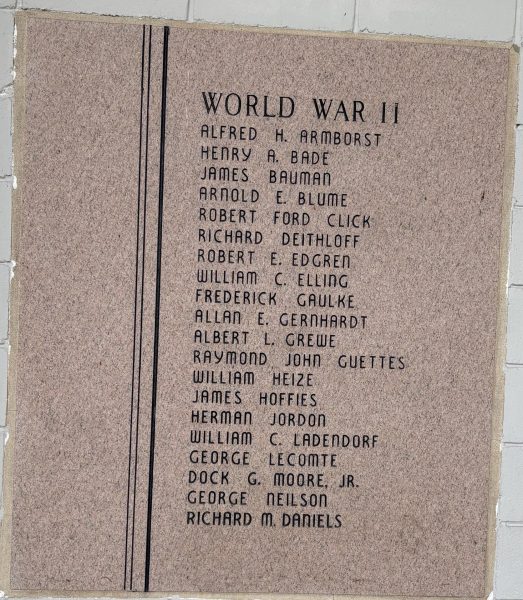 WORLD WAR II
ALFRED H. ARMBORST
HENRY A. BADE
JAMES BAUMAN
ARNOLD E. BLUME
ROBERT FORD CLICK
RICHARD DEITHLOFF
ROBERT E. EDGREN
WILLIAM C. ELLING
FREDERICK GAULKE
ALLAN E. GERNHARDT
ALBERT L. GREWE
RAYMOND JOHN GUETTES
WILLIAM HEIZE
JAMES HOFFIES
HERMAN JORDON
WILLIAM C. LADENDORF
GEORGE LECOMTE
DOCK G. MOORE, JR.
GEORGE NEILSON
RICHARD M. DANIELS